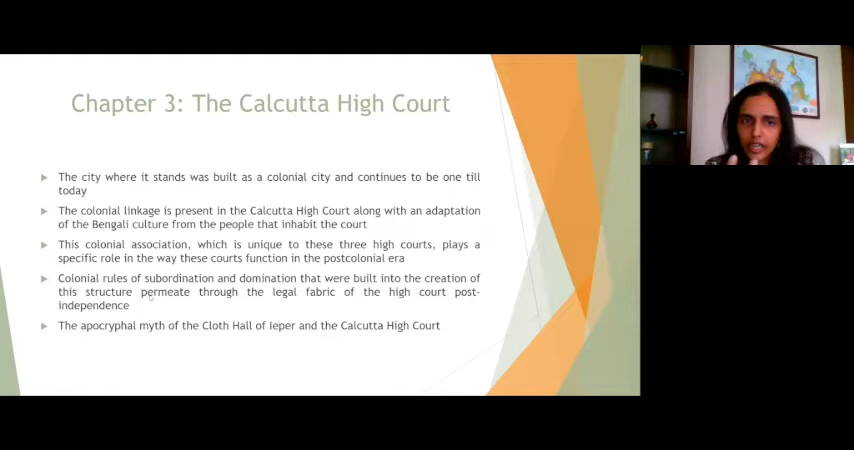 Chapter 3: The Calcutta High Court
The city where it stands was built as a colonial city and continues to be one till
today
The colonial linkage is present in the Calcutta High Court along with an adaptation
of the Bengali culture from the people that inhabit the court
This colonial association, which is unique to these three high courts, plays a
specific role in the way these courts function in the postcolonial era
Colonial rules of subordination and domination that were built into the creation of
this structure permeate through the legal fabric of the high court post-
independence
The apocryphal myth of the Cloth Hall of Ieper and the Calcutta High Court